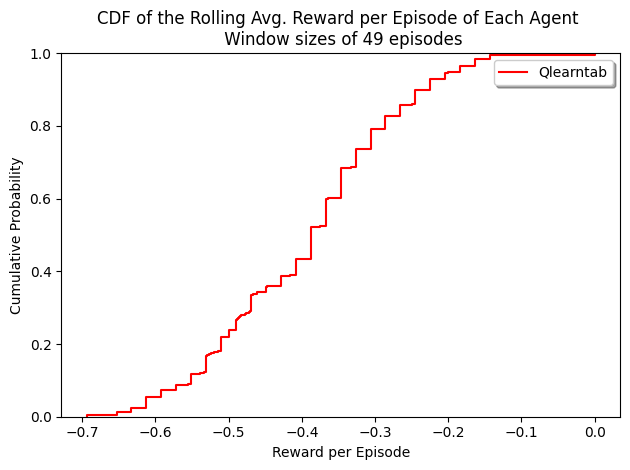 CDF of the Rolling Avg. Reward per Episode of Each Agent
Window sizes of 49 episodes
Qlearntab
Cumulative Probability
1.0
0.8
0.6
0.4
0.2
0.0
−0.7 −0.6 −0.5 −0.4 −0.3 −0.2 −0.1 0.0
Reward per Episode